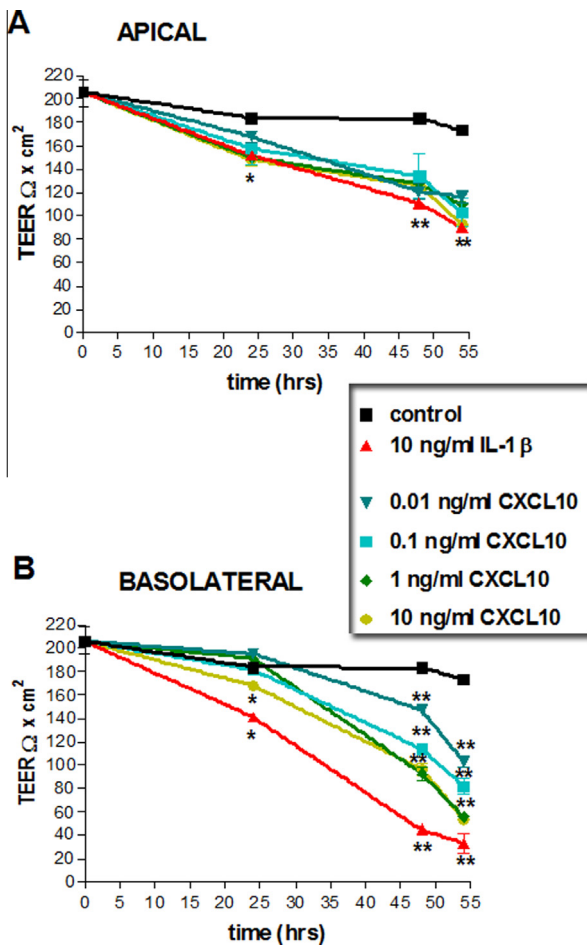 A
APICAL
TEER Ω x cm²
220
200
180
160
140
120
100
80
60
40
20
0
*
**
**
0 5 10 15 20 25 30 35 40 45 50 55
time (hrs)
control
10 ng/ml IL-1 β
0.01 ng/ml CXCL10
0.1 ng/ml CXCL10
1 ng/ml CXCL10
10 ng/ml CXCL10
B
BASOLATERAL
TEER Ω x cm²
220
200
180
160
140
120
100
80
60
40
20
0
*
*
**
**
**
**
**
**
**
**
0 5 10 15 20 25 30 35 40 45 50 55
time (hrs)